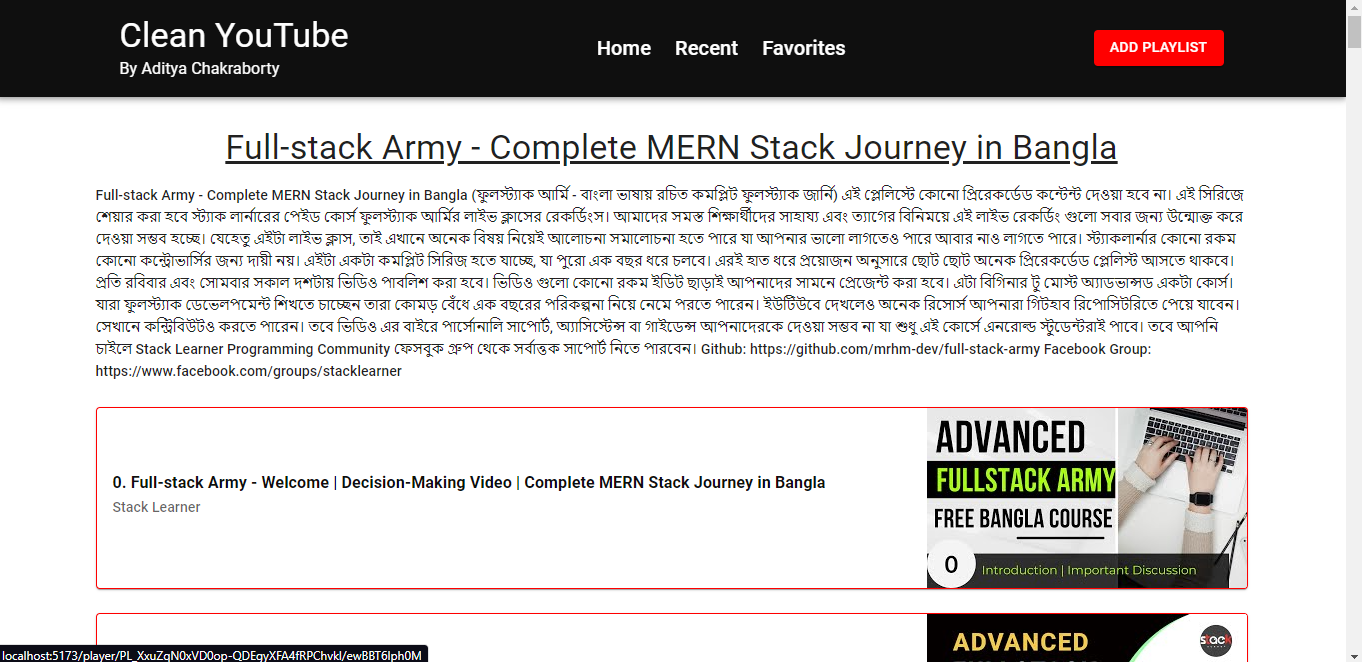 Clean YouTube
By Aditya Chakraborty
Home Recent Favorites
ADD PLAYLIST
Full-stack Army - Complete MERN Stack Journey in Bangla
Full-stack Army - Complete MERN Stack Journey in Bangla (ফুলস্ট্যাক আর্মি - বাংলা ভাষায় রচিত কমপ্লিট ফুলস্ট্যাক জার্নি) এই প্লেলিস্টে কোনো প্রিরেকর্ডেড কন্টেন্ট দেওয়া হবে না। এই সিরিজে
শেয়ার করা হবে স্ট্যাক লার্নারের পেইড কোর্স ফুলস্ট্যাক আর্মির লাইভ ক্লাসের রেকর্ডিংস। আমাদের সমস্ত শিক্ষার্থীদের সাহায্য এবং ত্যাগের বিনিময়ে এই লাইভ রেকর্ডিং গুলো সবার জন্য উন্মোক্ত করে
দেওয়া সম্ভব হচ্ছে। যেহেতু এইটা লাইভ ক্লাস, তাই এখানে অনেক বিষয় নিয়েই আলোচনা সমালোচনা হতে পারে যা আপনার ভালো লাগতেও পারে আবার নাও লাগতে পারে। স্ট্যাকলার্নার কোনো রকম
কোনো কন্ট্রোভার্সির জন্য দায়ী নয়। এইটা একটা কমপ্লিট সিরিজ হতে যাচ্ছে, যা পুরো এক বছর ধরে চলবে। এরই হাত ধরে প্রয়োজন অনুসারে ছোট ছোট অনেক প্রিরেকর্ডেড প্লেলিস্ট আসতে থাকবে।
প্রতি রবিবার এবং সোমবার সকাল দশটায় ভিডিও পাবলিশ করা হবে। ভিডিও গুলো কোনো রকম ইডিট ছাড়াই আপনাদের সামনে প্রেজেন্ট করা হবে। এটা বিগিনার টু মোস্ট অ্যাডভান্সড একটা কোর্স।
যারা ফুলস্ট্যাক ডেভেলপমেন্ট শিখতে চাচ্ছেন তারা কোমড় বেঁধে এক বছরের পরিকল্পনা নিয়ে নেমে পরতে পারেন। ইউটিউবে দেখলেও অনেক রিসোর্স আপনারা গিটহাব রিপোসিটরিতে পেয়ে যাবেন।
সেখানে কন্ট্রিবিউটও করতে পারেন। তবে ভিডিও এর বাইরে পার্সোনালি সাপোর্ট, অ্যাসিস্টেন্স বা গাইডেন্স আপনাদেরকে দেওয়া সম্ভব না যা শুধু এই কোর্সে এনরোল্ড স্টুডেন্টরাই পাবে। তবে আপনি
চাইলে Stack Learner Programming Community ফেসবুক গ্রুপ থেকে সর্বাত্তক সাপোর্ট নিতে পারবেন। Github: https://github.com/mrhm-dev/full-stack-army Facebook Group:
https://www.facebook.com/groups/stacklearner
0. Full-stack Army - Welcome | Decision-Making Video | Complete MERN Stack Journey in Bangla
Stack Learner
ADVANCED
FULLSTACK ARMY
FREE BANGLA COURSE
0 Introduction | Important Discussion
ADVANCED
stack
localhost:5173/player/PL_XxuZqN0xVD0op-QDEqyXFA4fRPChvkl/ewBBT6Iph0M